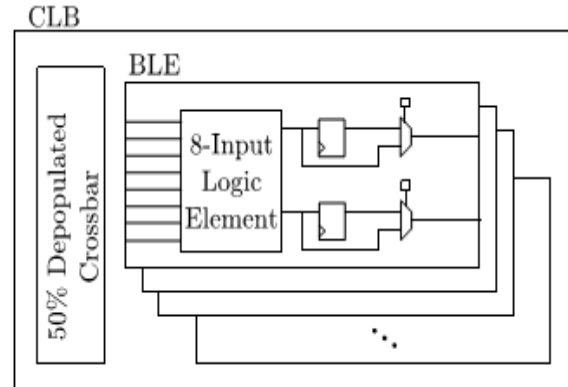 CLB
BLE
50% Depopulated
Crossbar
8-Input
Logic
Element